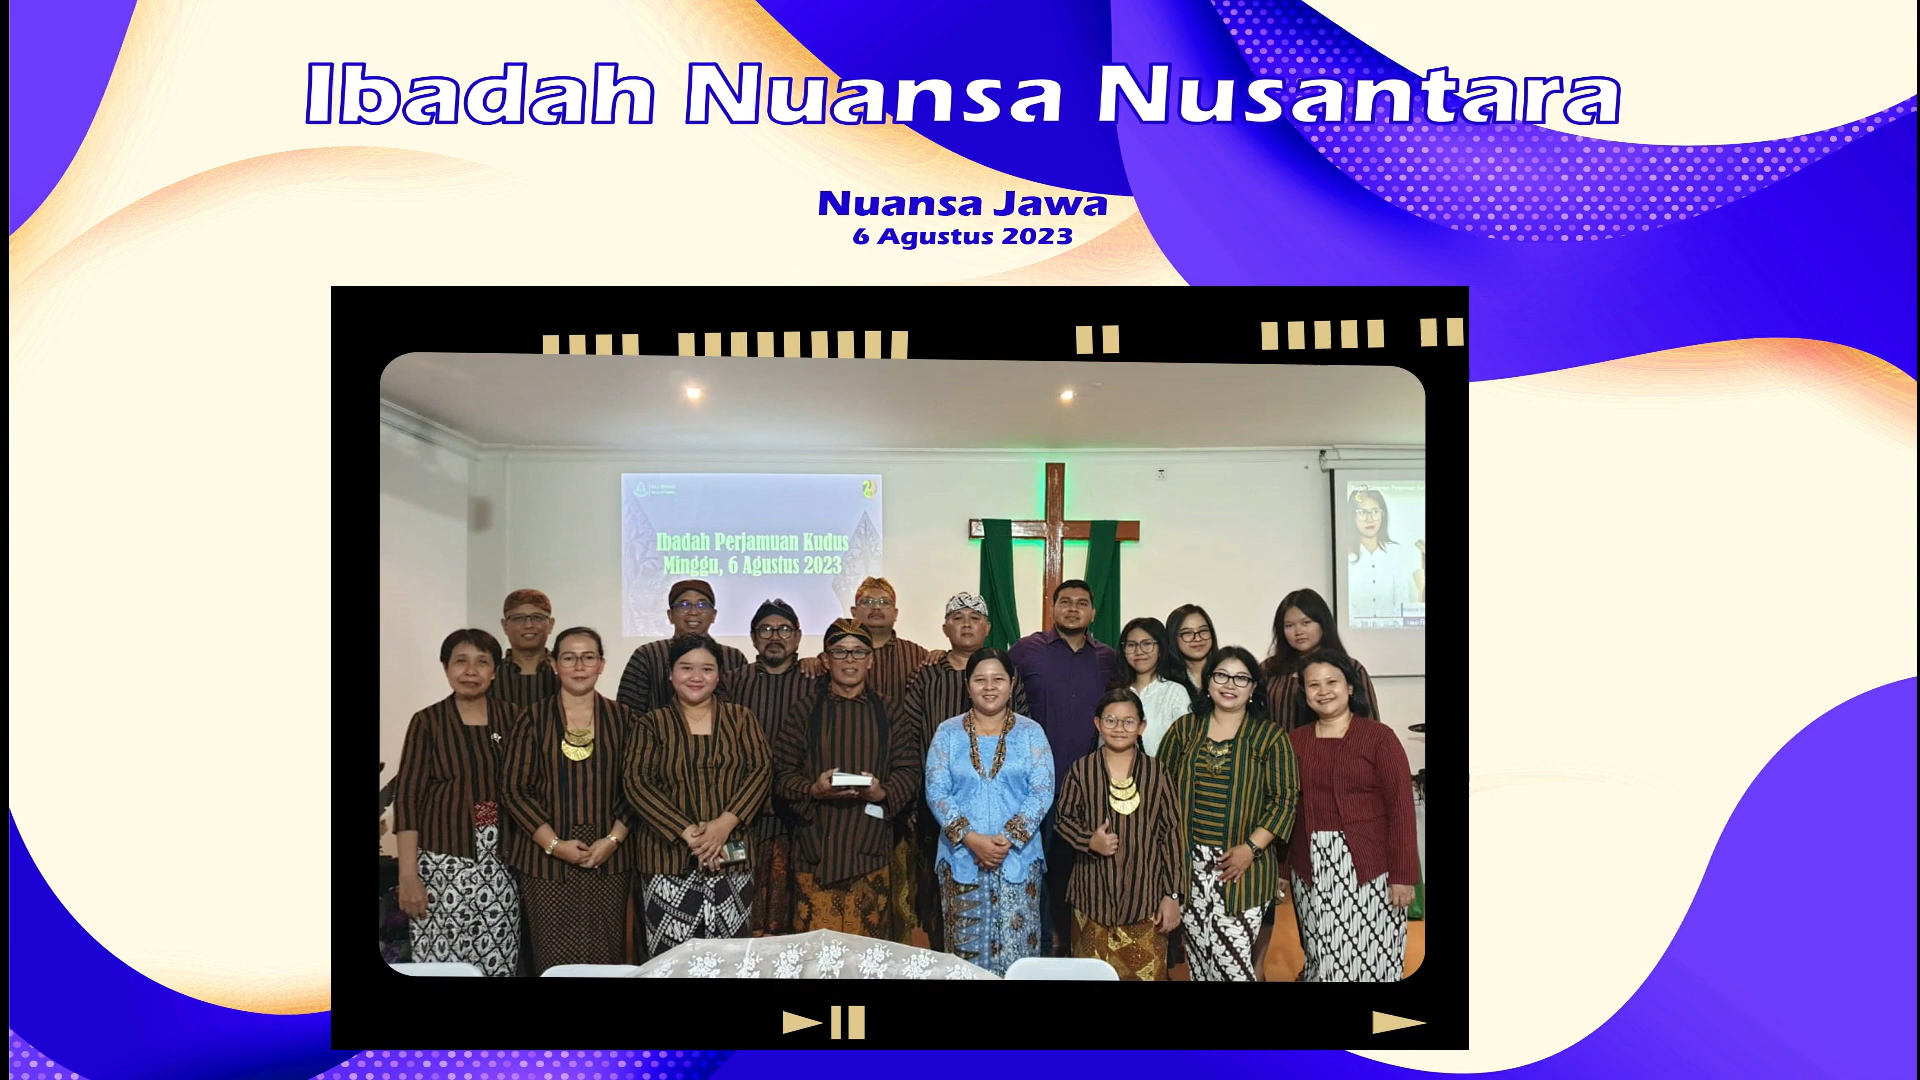 Ibadah Nuansa Nusantara
Nuansa Jawa
6 Agustus 2023
Ibadah Perjamuan Kudus
Minggu, 6 Agustus 2023